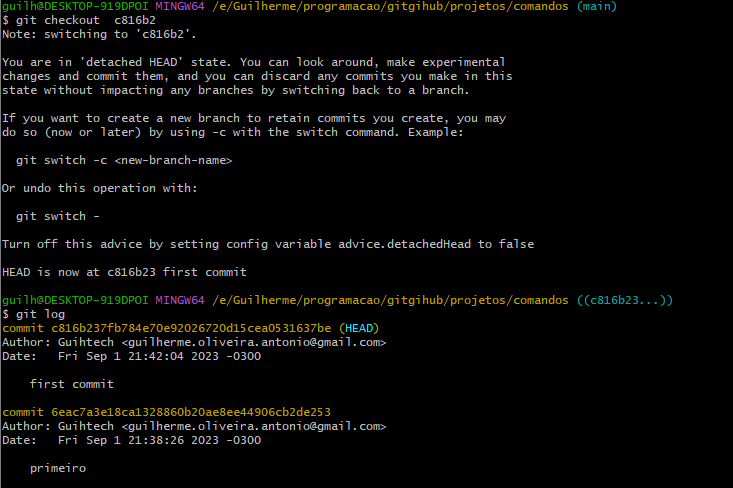 guilh@DESKTOP-919DPOI MINGW64 /e/Guilherme/programacao/gitgihub/projetos/comandos (main)
$ git checkout  c816b2
Note: switching to 'c816b2'.

You are in 'detached HEAD' state. You can look around, make experimental
changes and commit them, and you can discard any commits you make in this
state without impacting any branches by switching back to a branch.

If you want to create a new branch to retain commits you create, you may
do so (now or later) by using -c with the switch command. Example:

  git switch -c <new-branch-name>

Or undo this operation with:

  git switch -

Turn off this advice by setting config variable advice.detachedHead to false

HEAD is now at c816b23 first commit

guilh@DESKTOP-919DPOI MINGW64 /e/Guilherme/programacao/gitgihub/projetos/comandos ((c816b23...))
$ git log
commit c816b237fb784e70e92026720d15cea0531637be (HEAD)
Author: Guihtech <guilherme.oliveira.antonio@gmail.com>
Date:   Fri Sep 1 21:42:04 2023 -0300

    first commit

commit 6eac7a3e18ca1328860b20ae8ee44906cb2de253
Author: Guihtech <guilherme.oliveira.antonio@gmail.com>
Date:   Fri Sep 1 21:38:26 2023 -0300

    primeiro